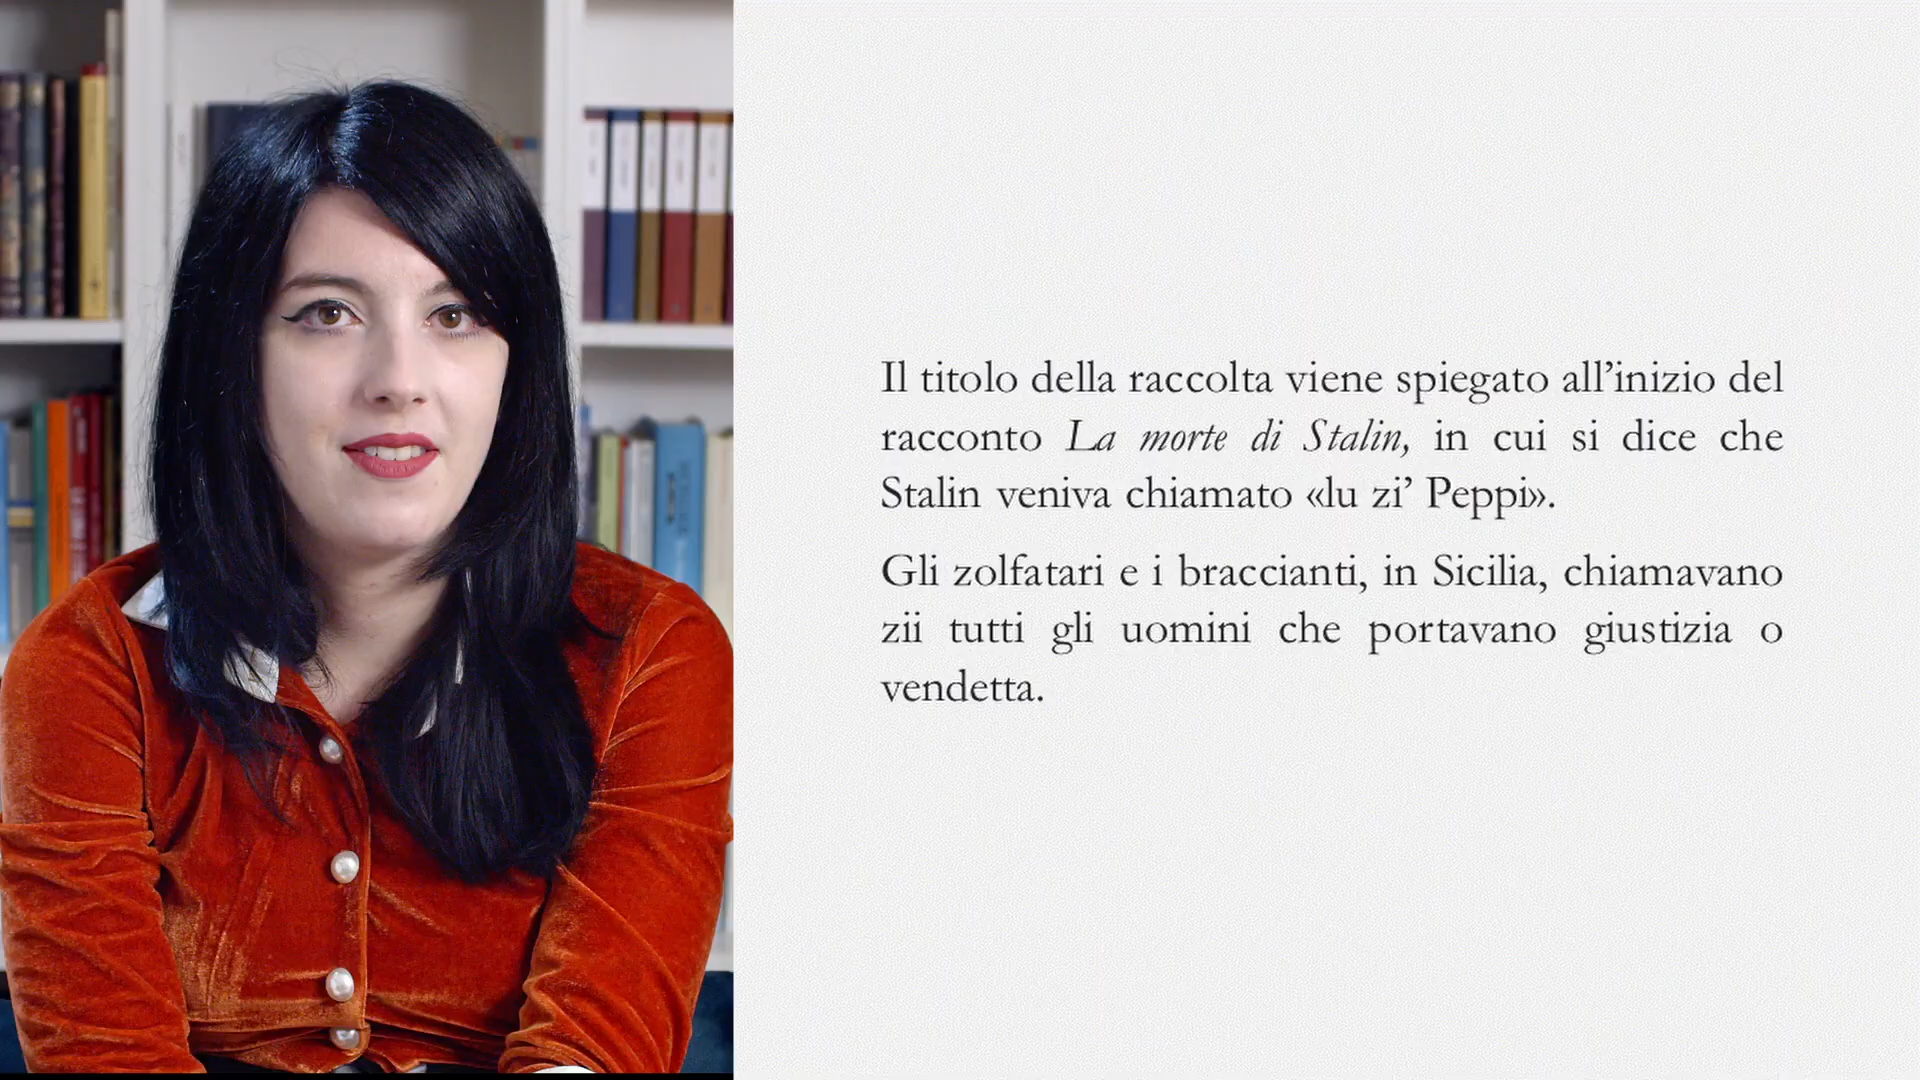 Il titolo della raccolta viene spiegato all’inizio del
racconto La morte di Stalin, in cui si dice che
Stalin veniva chiamato «lu zi’ Peppi».
Gli zolfatari e i braccianti, in Sicilia, chiamavano
zii tutti gli uomini che portavano giustizia o
vendetta.